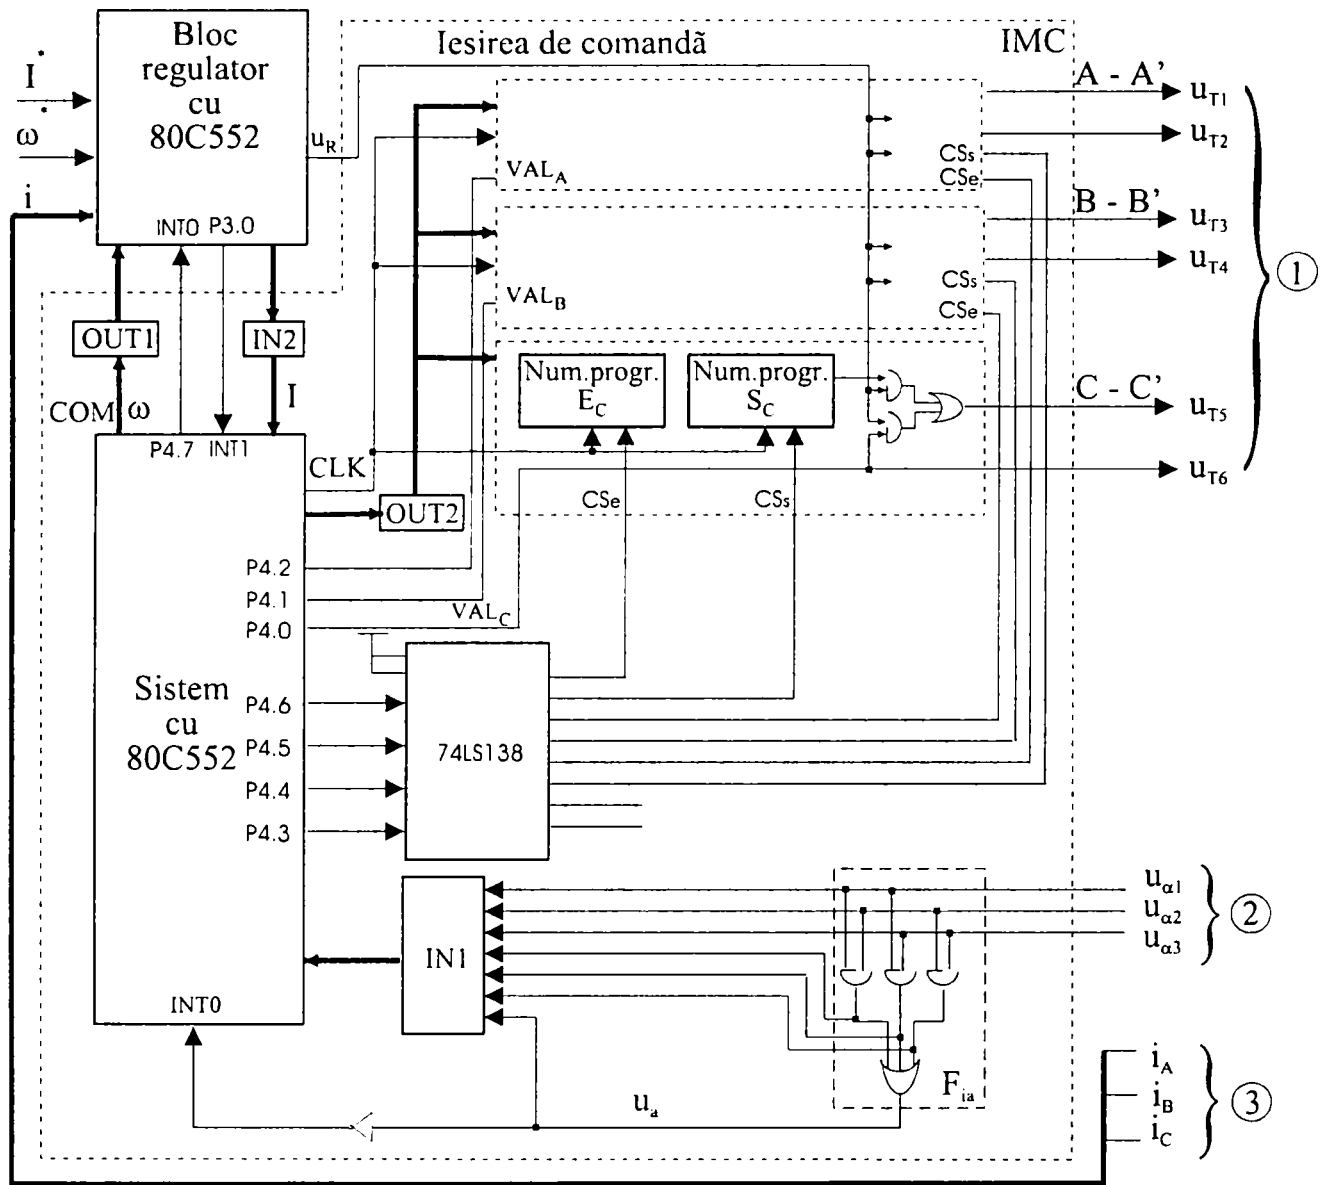 Bloc
regulator
cu
80C552
I*
ω*
i
u_R
INT0 P3.0
Iesirea de comandã
IMC
A - A'
u_T1
u_T2
VAL_A
CSs
CSe
B - B'
u_T3
u_T4
VAL_B
CSs
CSe
1
OUT1
IN2
Num.progr.
E_C
Num.progr.
S_C
C - C'
u_T5
u_T6
COM ω
I
P4.7 INT1
CLK
OUT2
CSe
CSs
P4.2
P4.1
P4.0
VAL_C
Sistem
cu
80C552
P4.6
P4.5
P4.4
P4.3
74LS138
IN1
INT0
u_α1
u_α2
u_α3
2
F_ia
u_a
i_A
i_B
i_C
3